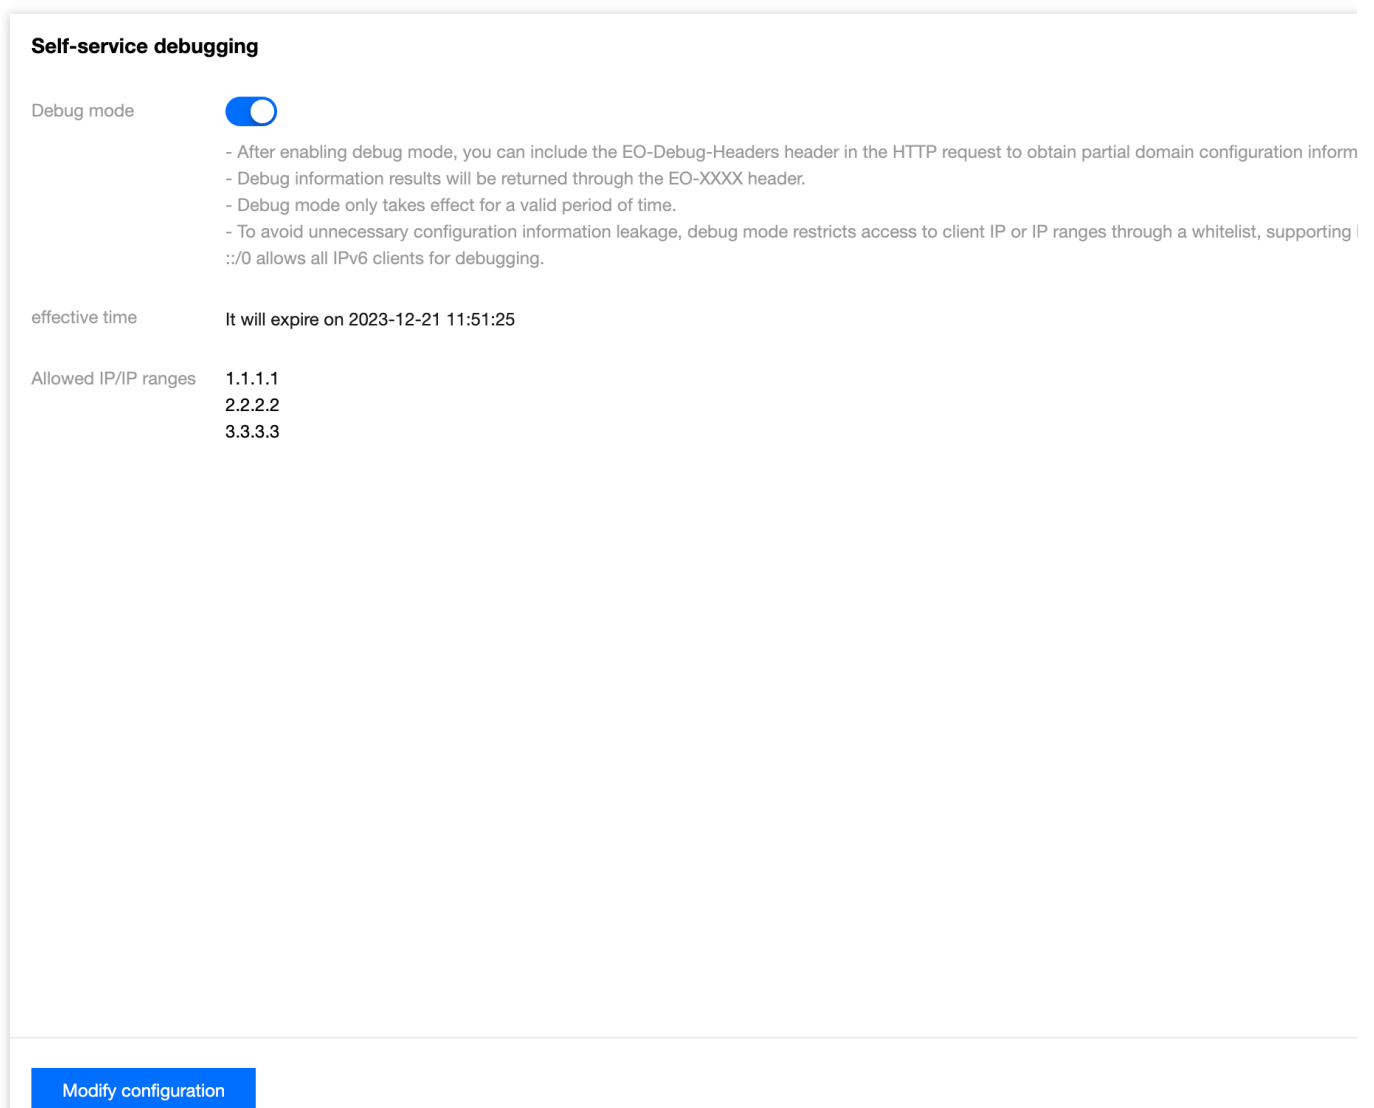 Self-service debugging
Debug mode
- After enabling debug mode, you can include the EO-Debug-Headers header in the HTTP request to obtain partial domain configuration inform
- Debug information results will be returned through the EO-XXXX header.
- Debug mode only takes effect for a valid period of time.
- To avoid unnecessary configuration information leakage, debug mode restricts access to client IP or IP ranges through a whitelist, supporting
::/0 allows all IPv6 clients for debugging.
effective time
It will expire on 2023-12-21 11:51:25
Allowed IP/IP ranges
1.1.1.1
2.2.2.2
3.3.3.3
Modify configuration